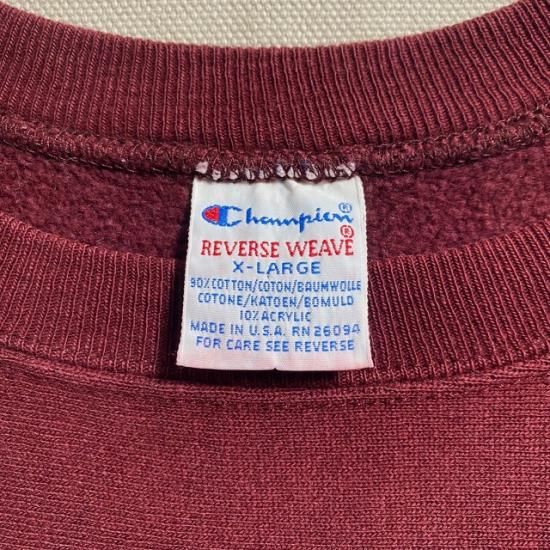 Champion®
REVERSE WEAVE®
X-LARGE
90% COTTON/COTON/BAUMWOLLE
COTONE/KATOEN/BOMULD
10% ACRYLIC
MADE IN U.S.A. RN 26094
FOR CARE SEE REVERSE